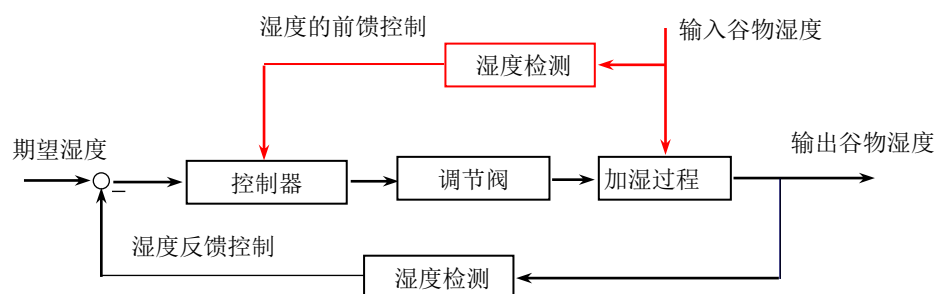 湿度的前馈控制
输入谷物湿度
湿度检测
期望湿度
输出谷物湿度
控制器
调节阀
加湿过程
湿度反馈控制
湿度检测